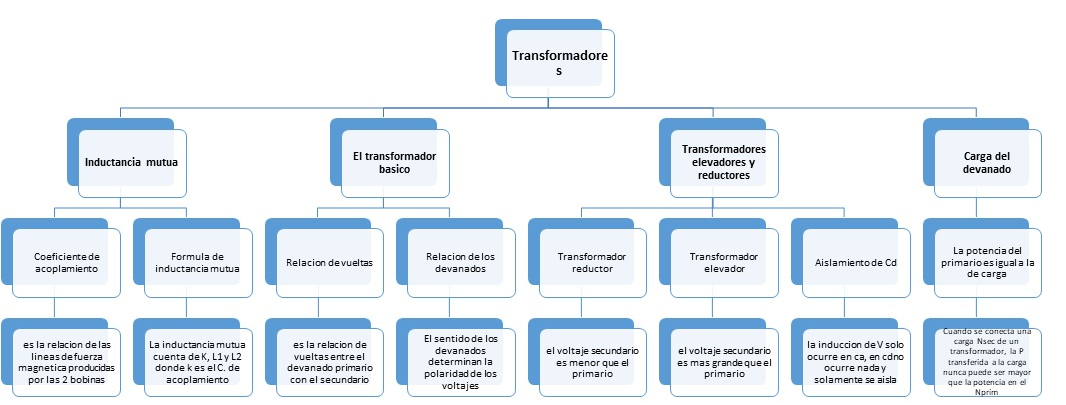 Transformadore
s
Inductancia mutua
El transformador
basico
Transformadores
elevadores y
reductores
Carga del
devanado
Coeficiente de
acoplamiento
Formula de
inductancia mutua
Relacion de vueltas
Relacion de los
devanados
Transformador
reductor
Transformador
elevador
Aislamiento de Cd
La potencia del
primario es igual a la
de carga
es la relacion de las
lineas de fuerza
magnetica producidas
por las 2 bobinas
La inductancia mutua
cuenta de K, L1 y L2
donde k es el C. de
acoplamiento
es la relacion de
vueltas entre el
devanado primario
con el secundario
El sentido de los
devanados
determinan la
polaridad de los
voltajes
el voltaje secundario
es menor que el
primario
el voltaje secundario
es mas grande que el
primario
la induccion de V solo
ocurre en ca, en cd no
ocurre nada y
solamente se aisla
Cuando se conecta una
carga Nsec de un
transformador, la P
transferida a la carga
nunca puede ser mayor
que la potencia en el
Nprim